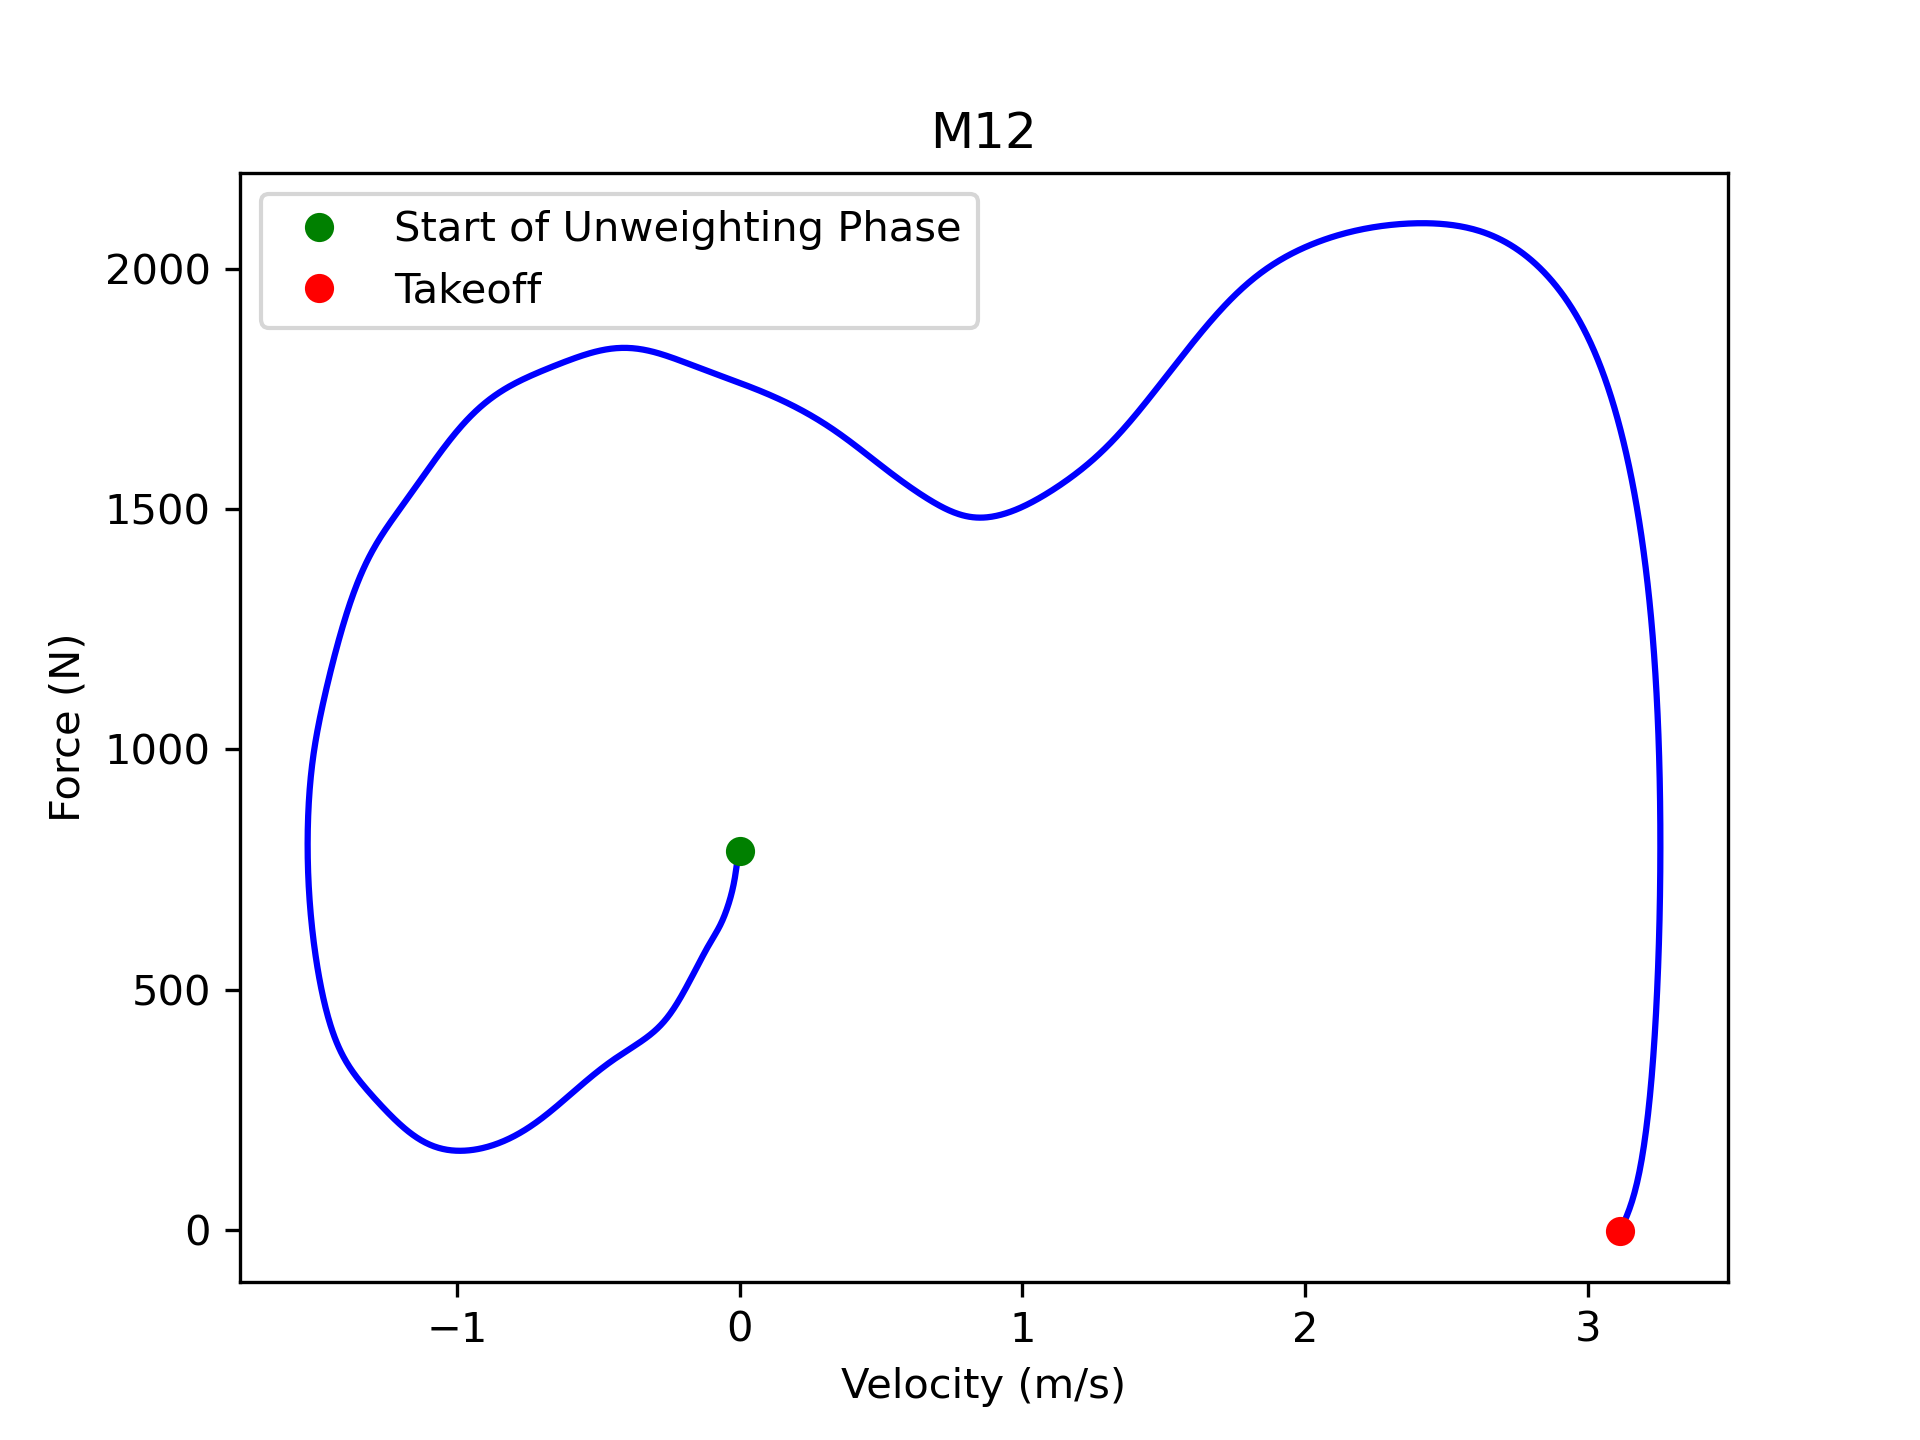 M12
Start of Unweighting Phase
Takeoff
2000
1500
1000
500
0
Force (N)
−1 0 1 2 3
Velocity (m/s)